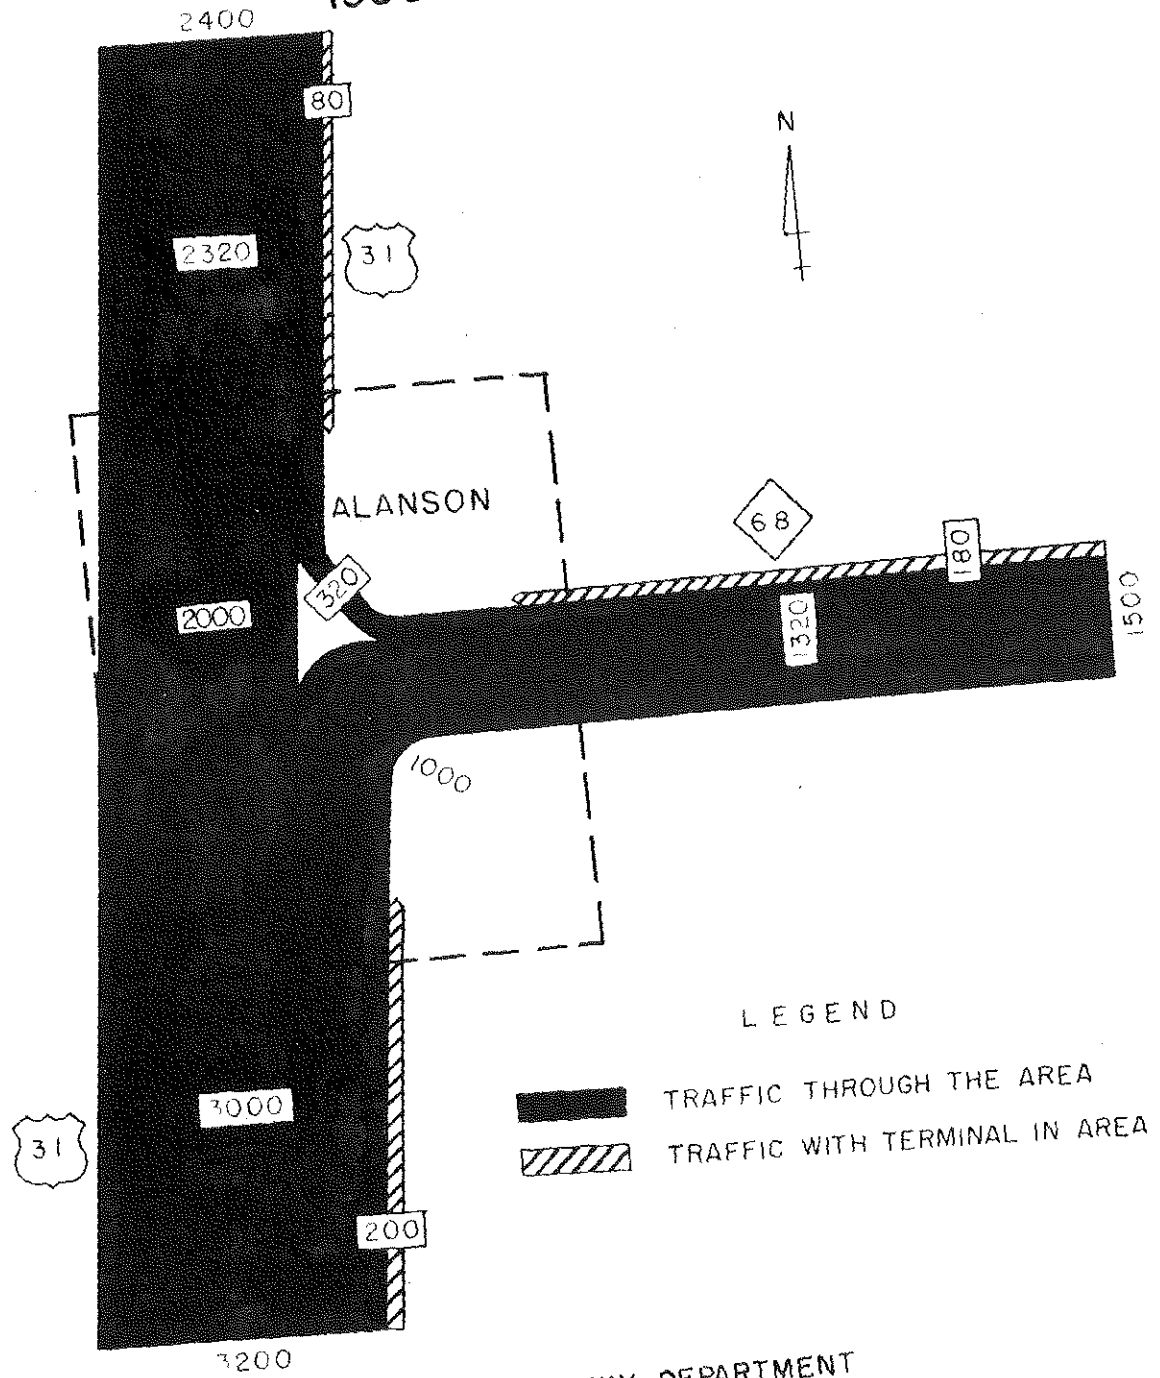 2400
80
N
2320
31
ALANSON
68
180
320
1320
1500
2000
1000
LEGEND
TRAFFIC THROUGH THE AREA
3000
31
TRAFFIC WITH TERMINAL IN AREA
200
3200
DEPARTMENT